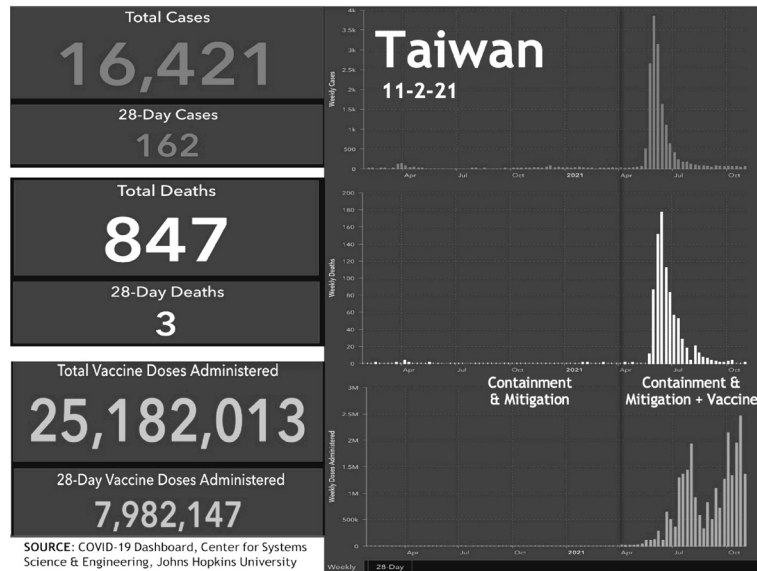 Total Cases
16,421
28-Day Cases
162
Total Deaths
847
28-Day Deaths
3
Total Vaccine Doses Administered
25,182,013
28-Day Vaccine Doses Administered
7,982,147
SOURCE: COVID-19 Dashboard, Center for Systems
Science & Engineering, Johns Hopkins University
Taiwan
11-2-21
Weekly Cases
4k
3.5k
3k
2.5k
2k
1.5k
1k
500
0
Apr Jul Oct 2021 Apr Jul Oct
Weekly Deaths
200
180
160
140
120
100
80
60
40
20
0
Apr Jul Oct 2021 Apr Jul Oct
Containment
& Mitigation
Containment &
Mitigation + Vaccine
Weekly Doses Administered
3M
2.5M
2M
1.5M
1M
500k
0
Apr Jul Oct 2021 Apr Jul Oct
Weekly 28-Day